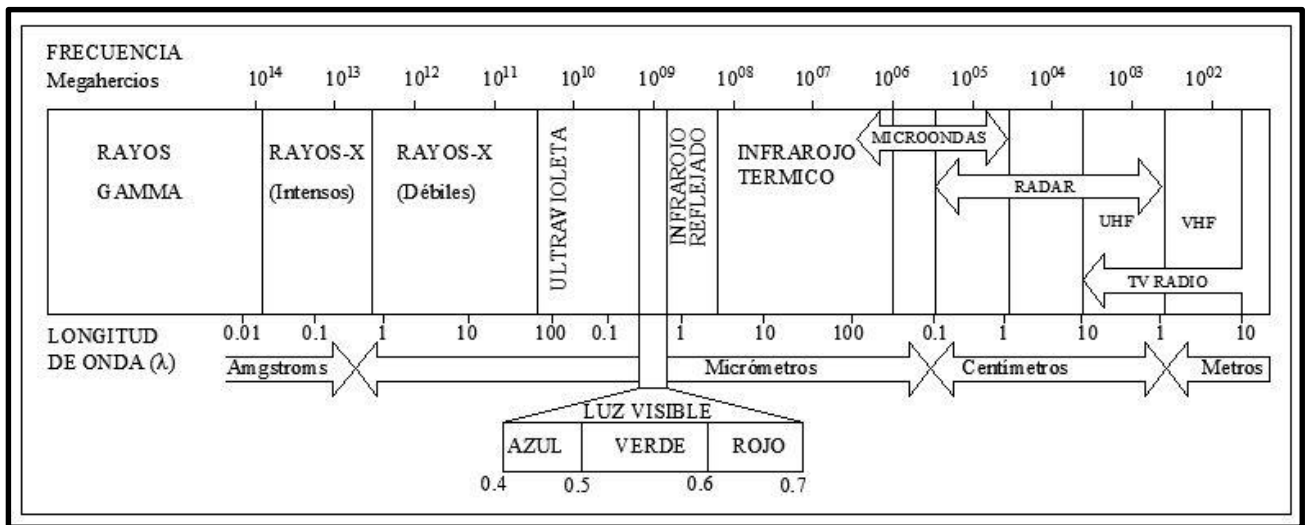 FRECUENCIA
Megahercios 10^14 10^13 10^12 10^11 10^10 10^09 10^08 10^07 10^06 10^05 10^04 10^03 10^02
RAYOS
GAMMA
RAYOS-X
(Intensos)
RAYOS-X
(Débiles)
ULTRAVIOLETA
INFRAROJO
REFLEJADO
INFRAROJO
TERMICO
MICROONDAS
RADAR
UHF VHF
TV RADIO
LONGITUD
DE ONDA (λ)
0.01 0.1 1 10 100 0.1 1 10 100 0.1 1 10 1 10
Amgstroms Micrómetros Centímetros Metros
LUZ VISIBLE
AZUL VERDE ROJO
0.4 0.5 0.6 0.7